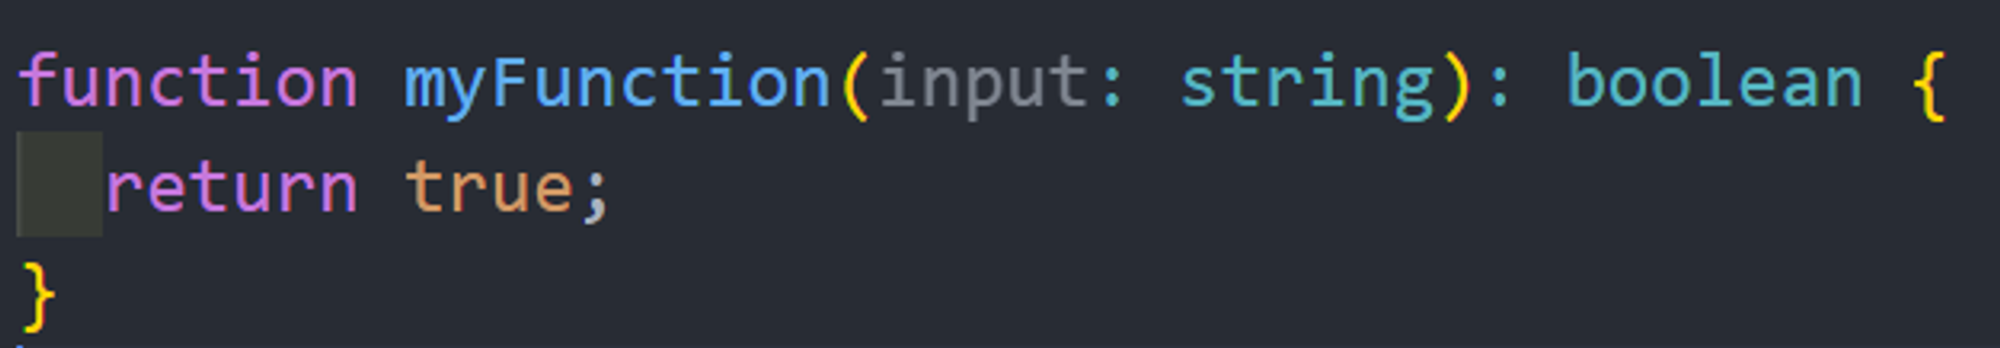 function myFunction(input: string): boolean {
  return true;
}